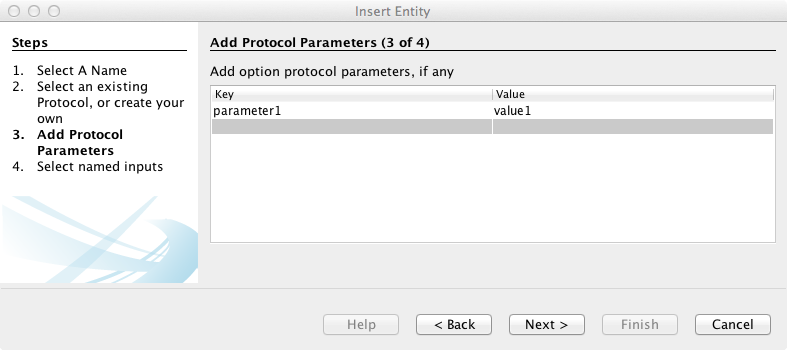 Insert Entity
Steps
1. Select A Name
2. Select an existing
Protocol, or create your
own
3. Add Protocol
Parameters
4. Select named inputs
Add Protocol Parameters (3 of 4)
Add option protocol parameters, if any
Key Value
parameter1 value1
Help < Back Next > Finish Cancel